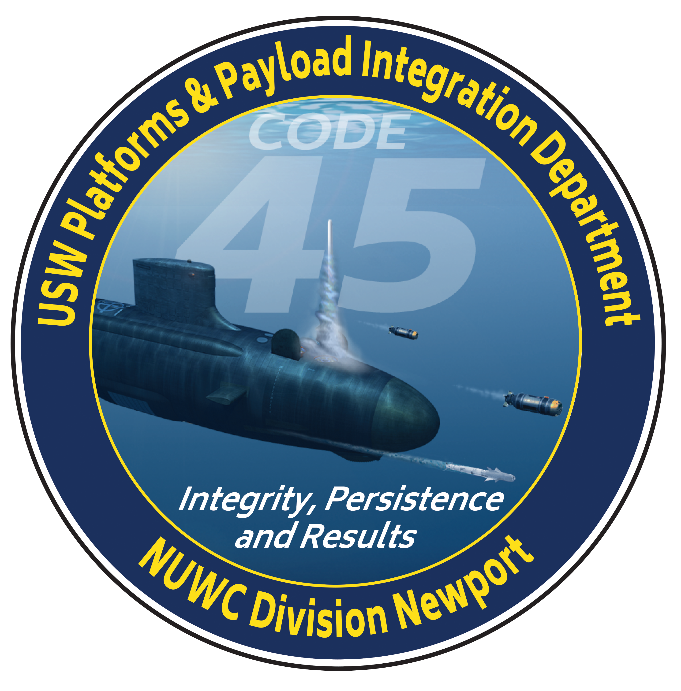 USW Platforms & Payload Integration Department
CODE
45
Integrity, Persistence
and Results
NUWC Division Newport